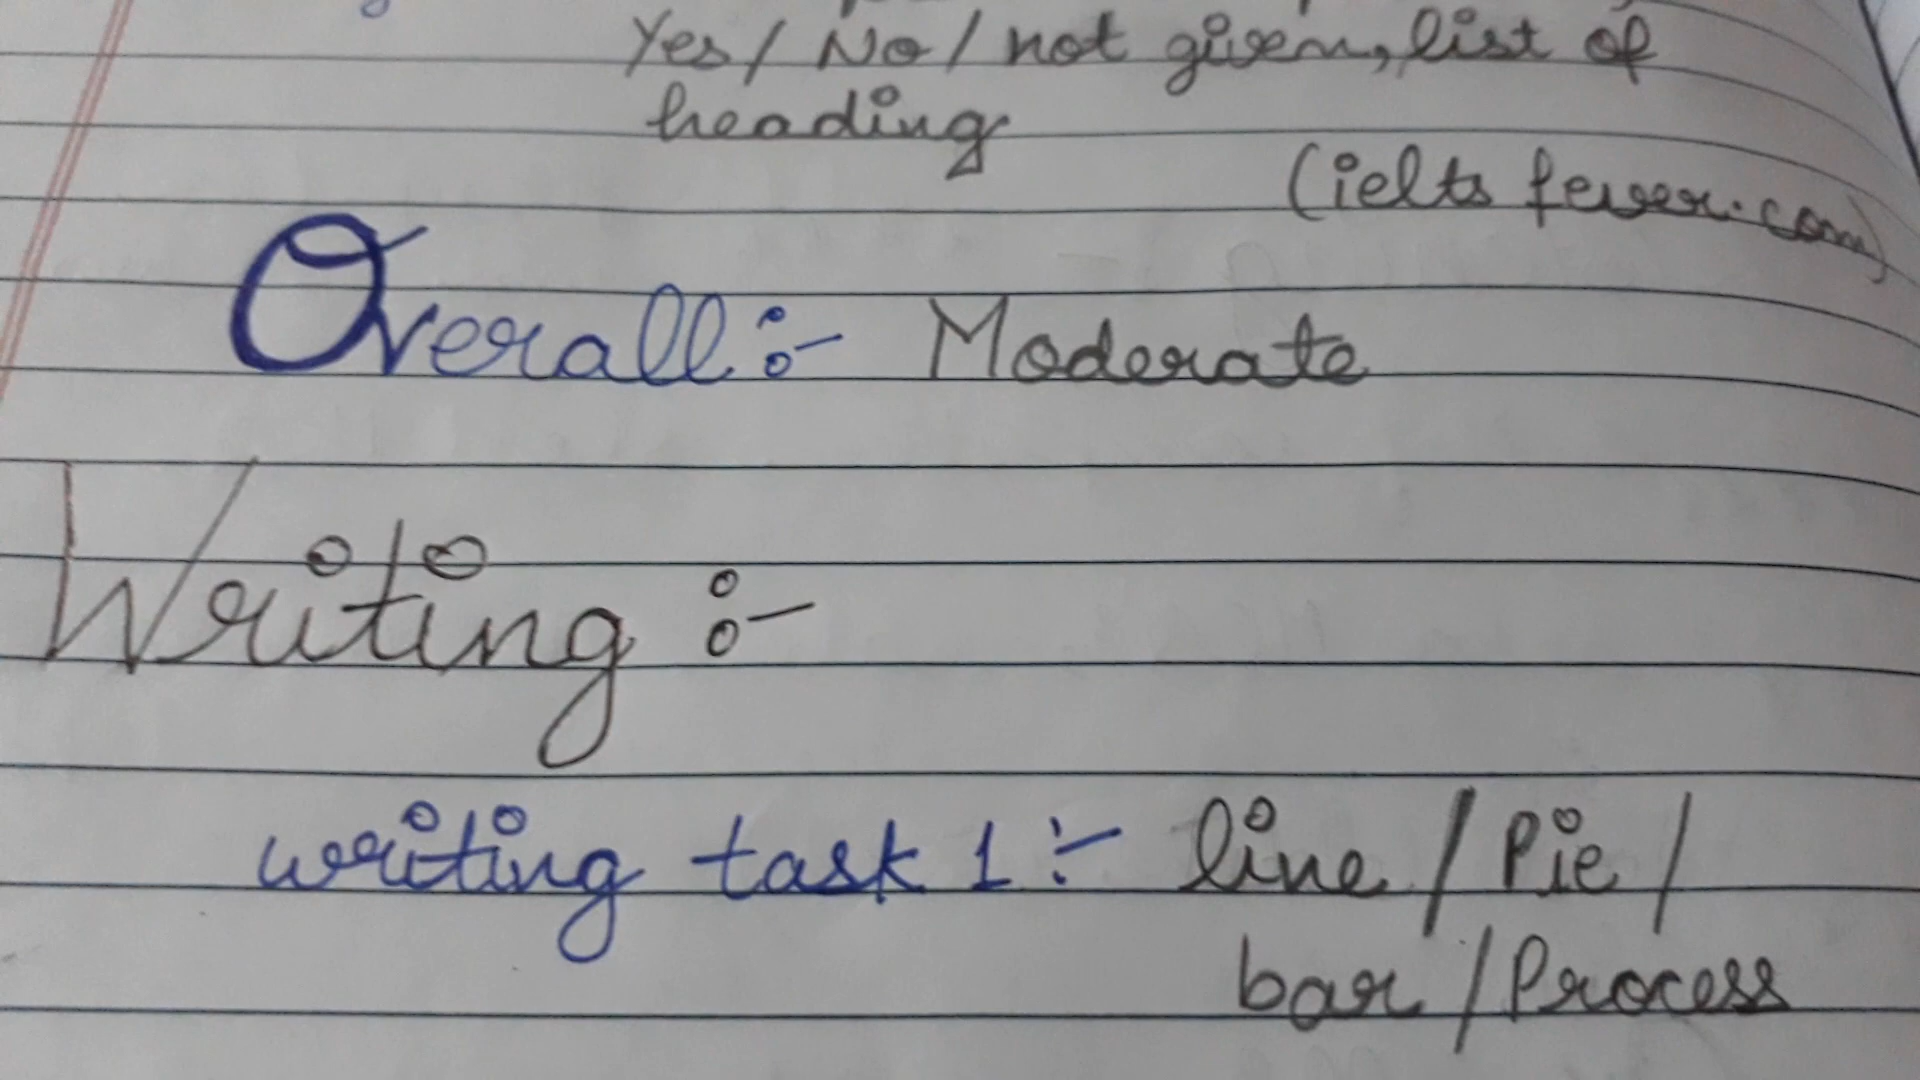 Yes / No / not given, list of
heading
(ielts fever.com)
Overall :- Moderate
Writing :-
writing task 1 :- line / Pie /
bar / Process